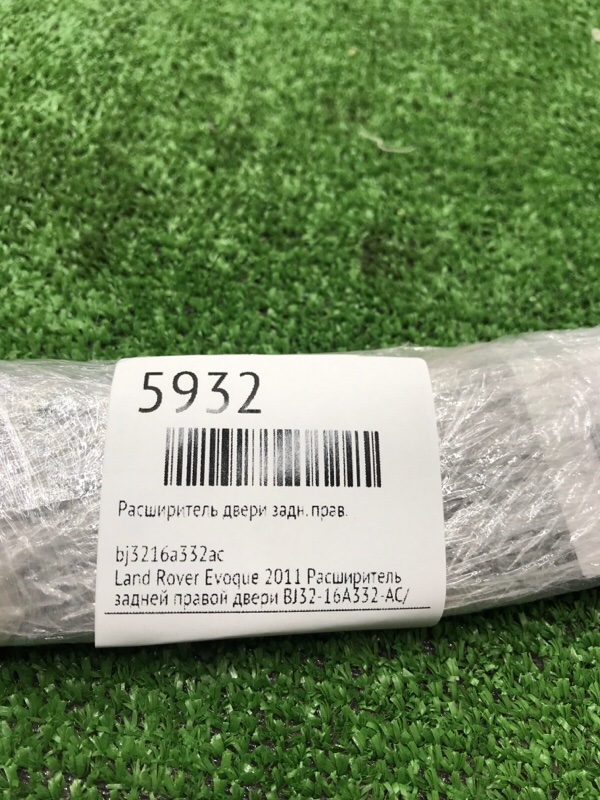 5932
Расширитель двери задн. прав.
bj3216a332ac
Land Rover Evoque 2011 Расширитель
задней правой двери BJ32-16A332-AC/